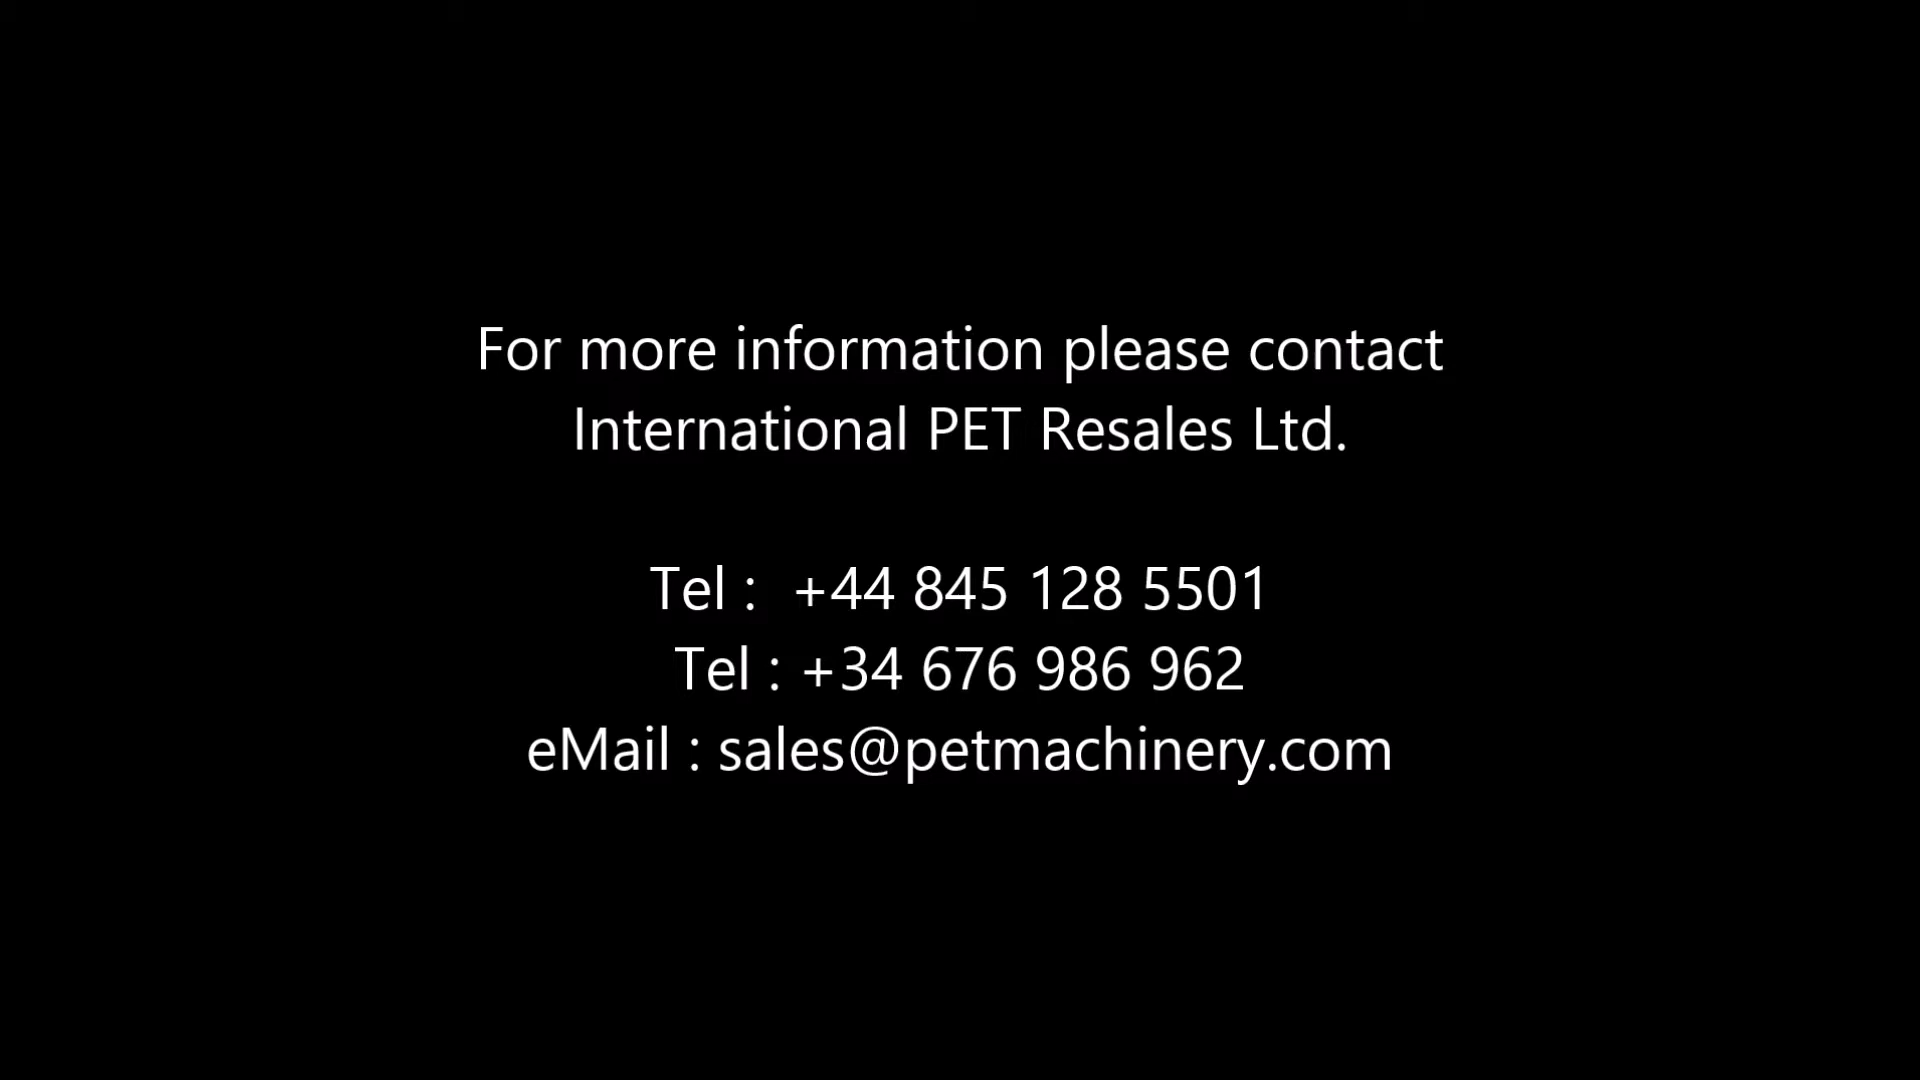 For more information please contact
International PET Resales Ltd.
Tel :  +44 845 128 5501
Tel : +34 676 986 962
eMail : sales@petmachinery.com